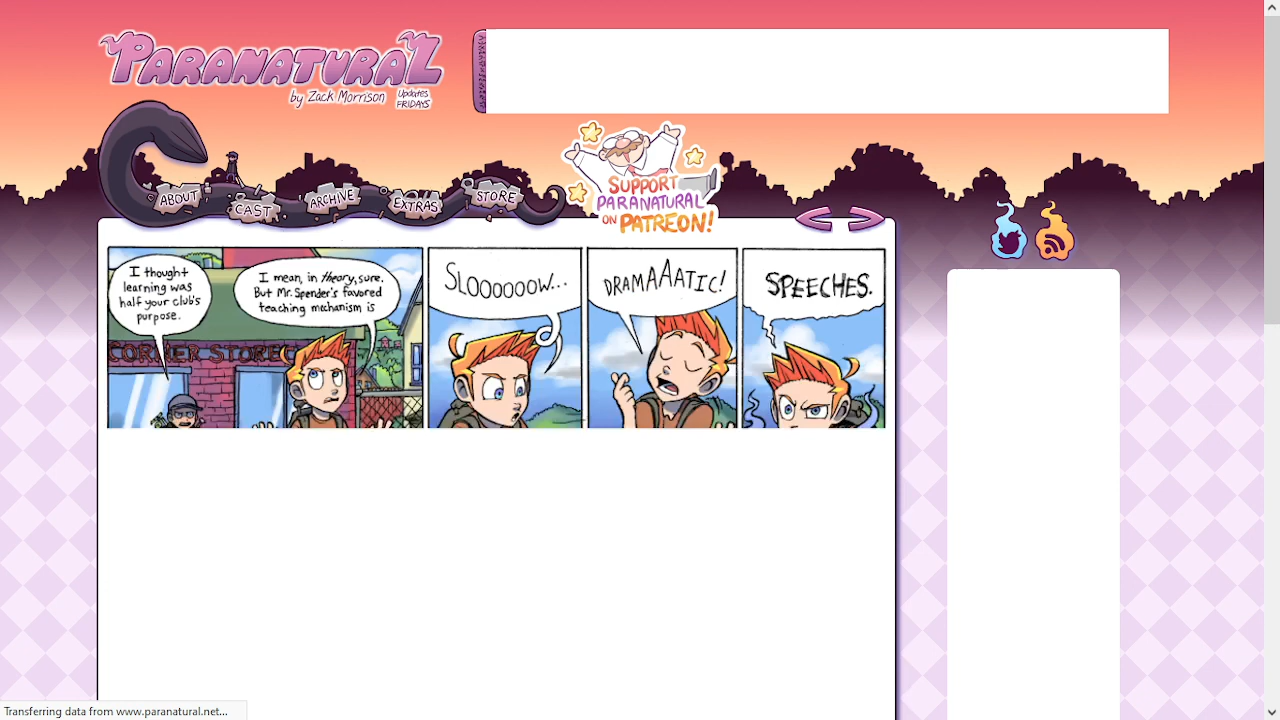 PARANATURAL
by Zack Morrison
Updates
FRIDAYS
ABOUT
CAST
ARCHIVE
EXTRAS
STORE
SUPPORT
PARANATURAL
ON PATREON!
I thought
learning was
half your club's
purpose.
I mean, in theory, sure.
But Mr. Spender's favored
teaching mechanism is
CORNER STORE
SLOOOOOOW...
DRAMAAAATIC!
SPEECHES.
Transferring data from www.paranatural.net...